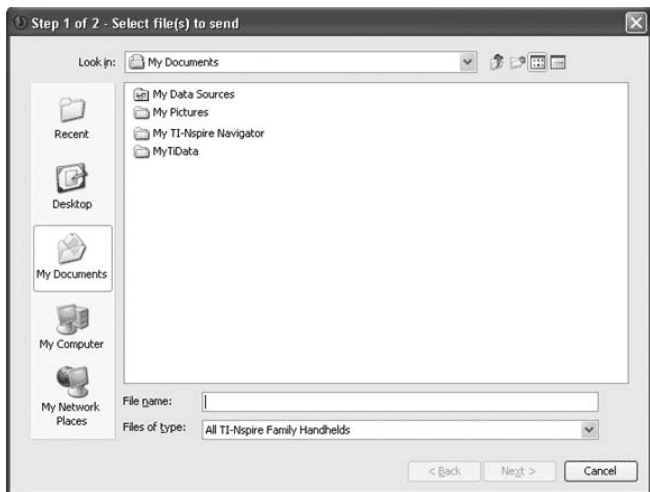 Step 1 of 2 - Select file(s) to send
Look in: My Documents
My Data Sources
My Pictures
My TI-Nspire Navigator
MyTiData
Recent
Desktop
My Documents
My Computer
My Network
Places
File name:
Files of type: All TI-Nspire Family Handhelds
< Back Next > Cancel